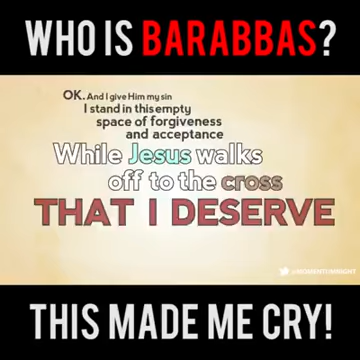 WHO IS BARABBAS?
OK. And I give Him my sin
I stand in this empty
space of forgiveness
and acceptance
While Jesus walks
off to the cross
THAT I DESERVE
THIS MADE ME CRY!